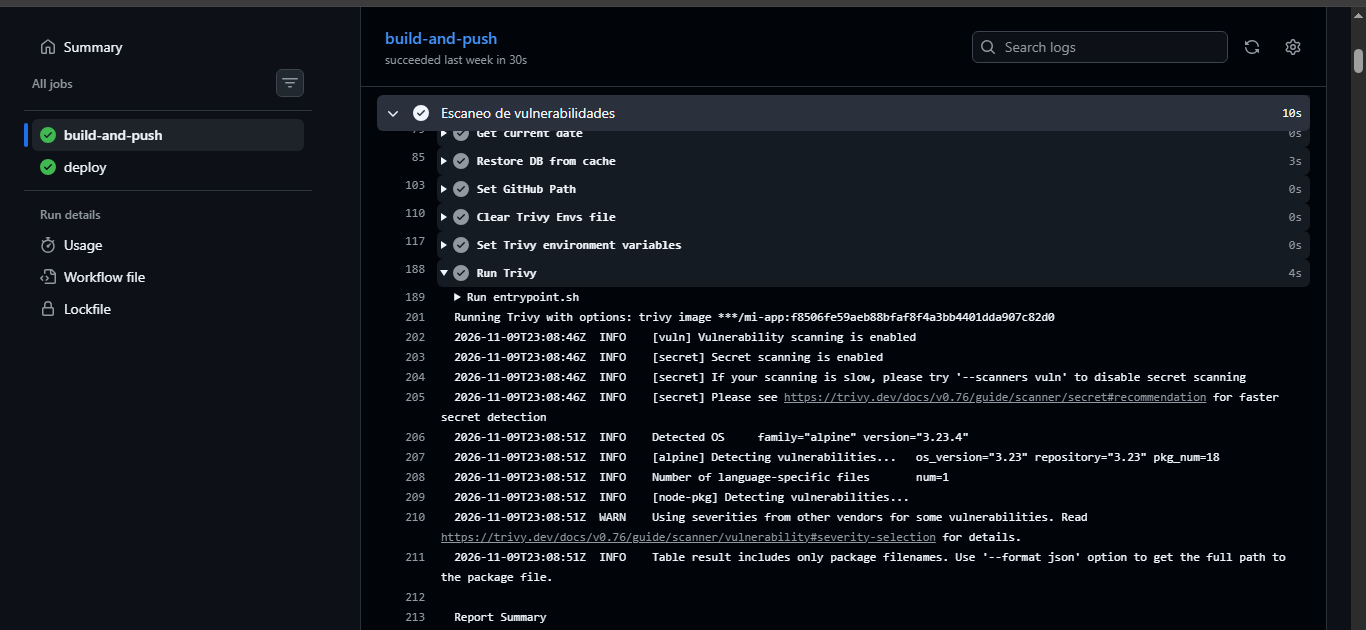 Summary
All jobs
build-and-push
deploy
Run details
Usage
Workflow file
Lockfile
build-and-push
succeeded last week in 30s
Search logs
Escaneo de vulnerabilidades 10s
Get current date 0s
85 Restore DB from cache 3s
103 Set GitHub Path 0s
110 Clear Trivy Envs file 0s
117 Set Trivy environment variables 0s
188 Run Trivy 4s
189 Run entrypoint.sh
201 Running Trivy with options: trivy image ***/mi-app:f8506fe59aeb88bfaf8f4a3bb4401dda907c82d0
202 2026-11-09T23:08:46Z INFO [vuln] Vulnerability scanning is enabled
203 2026-11-09T23:08:46Z INFO [secret] Secret scanning is enabled
204 2026-11-09T23:08:46Z INFO [secret] If your scanning is slow, please try '--scanners vuln' to disable secret scanning
205 2026-11-09T23:08:46Z INFO [secret] Please see https://trivy.dev/docs/v0.76/guide/scanner/secret#recommendation for faster
secret detection
206 2026-11-09T23:08:51Z INFO Detected OS family="alpine" version="3.23.4"
207 2026-11-09T23:08:51Z INFO [alpine] Detecting vulnerabilities... os_version="3.23" repository="3.23" pkg_num=18
208 2026-11-09T23:08:51Z INFO Number of language-specific files num=1
209 2026-11-09T23:08:51Z INFO [node-pkg] Detecting vulnerabilities...
210 2026-11-09T23:08:51Z WARN Using severities from other vendors for some vulnerabilities. Read
https://trivy.dev/docs/v0.76/guide/scanner/vulnerability#severity-selection for details.
211 2026-11-09T23:08:51Z INFO Table result includes only package filenames. Use '--format json' option to get the full path to
the package file.
212
213 Report Summary